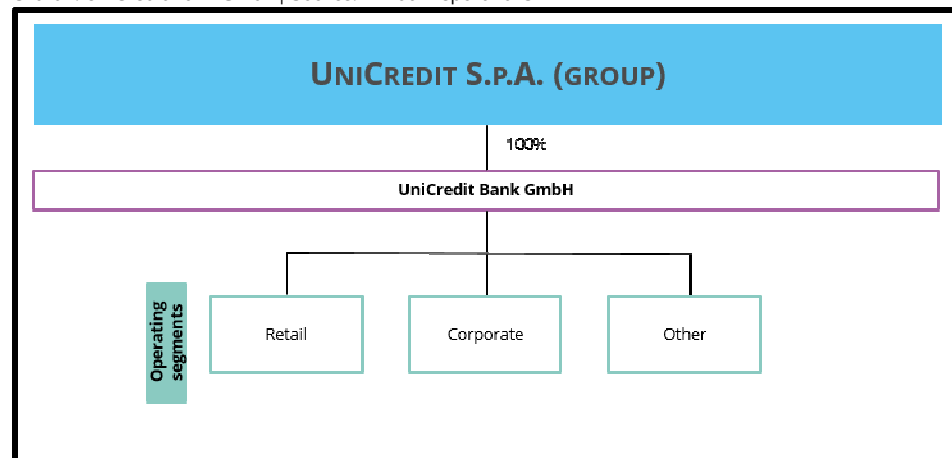 UniCredit S.p.A. (group)
100%
UniCredit Bank GmbH
Operating
segments
Retail
Corporate
Other